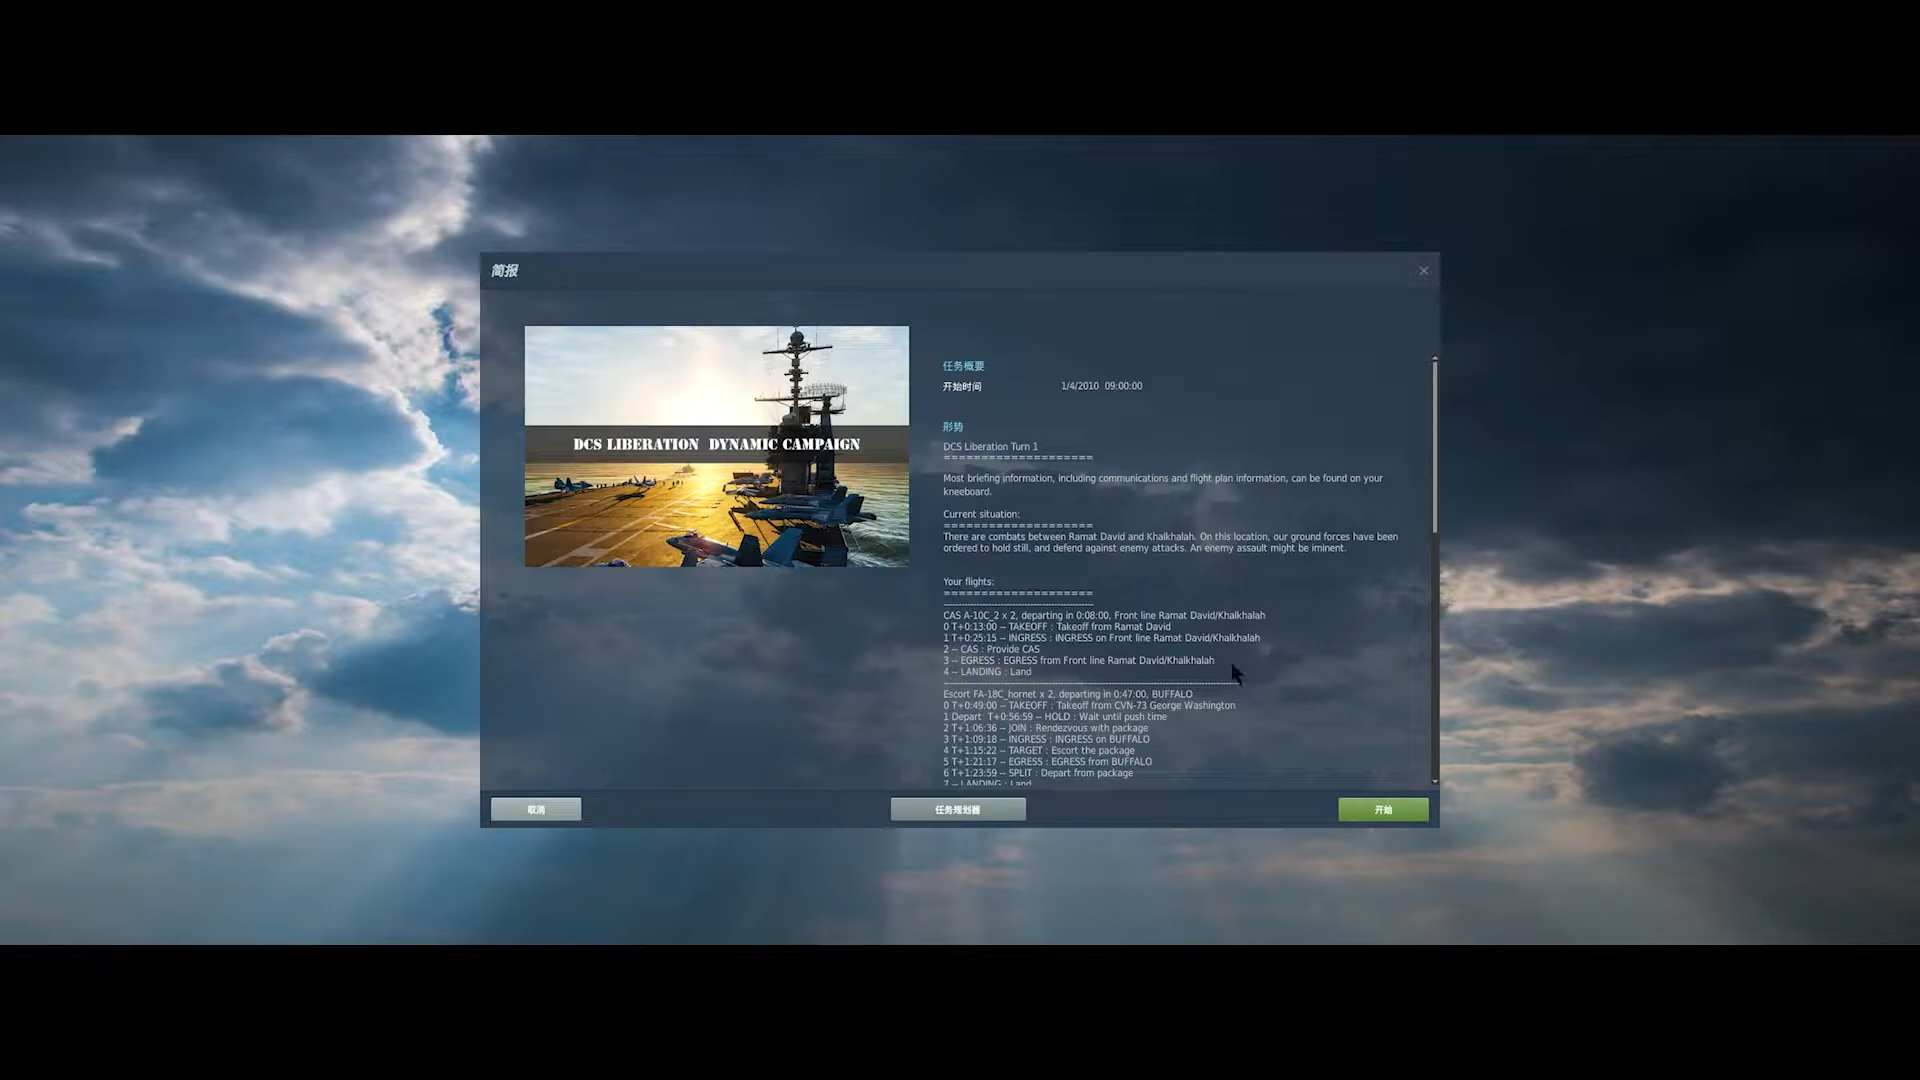 简报
DCS LIBERATION DYNAMIC CAMPAIGN
任务概要
开始时间 1/4/2010 09:00:00
形势
DCS Liberation Turn 1
====================
Most briefing information, including communications and flight plan information, can be found on your
kneeboard.
Current situation:
====================
There are combats between Ramat David and Khalkhalah. On this location, our ground forces have been
ordered to hold still, and defend against enemy attacks. An enemy assault might be iminent.
Your flights:
====================
--------------------------------------------------
CAS A-10C_2 x 2, departing in 0:08:00, Front line Ramat David/Khalkhalah
0 T+0:13:00 -- TAKEOFF : Takeoff from Ramat David
1 T+0:25:15 -- INGRESS : INGRESS on Front line Ramat David/Khalkhalah
2 -- CAS : Provide CAS
3 -- EGRESS : EGRESS from Front line Ramat David/Khalkhalah
4 -- LANDING : Land
--------------------------------------------------
Escort FA-18C_hornet x 2, departing in 0:47:00, BUFFALO
0 T+0:49:00 -- TAKEOFF : Takeoff from CVN-73 George Washington
1 Depart T+0:56:59 -- HOLD : Wait until push time
2 T+1:06:36 -- JOIN : Rendezvous with package
3 T+1:09:18 -- INGRESS : INGRESS on BUFFALO
4 T+1:15:22 -- TARGET : Escort the package
5 T+1:21:17 -- EGRESS : EGRESS from BUFFALO
6 T+1:23:59 -- SPLIT : Depart from package
7 -- LANDING : Land
取消
任务规划器
开始